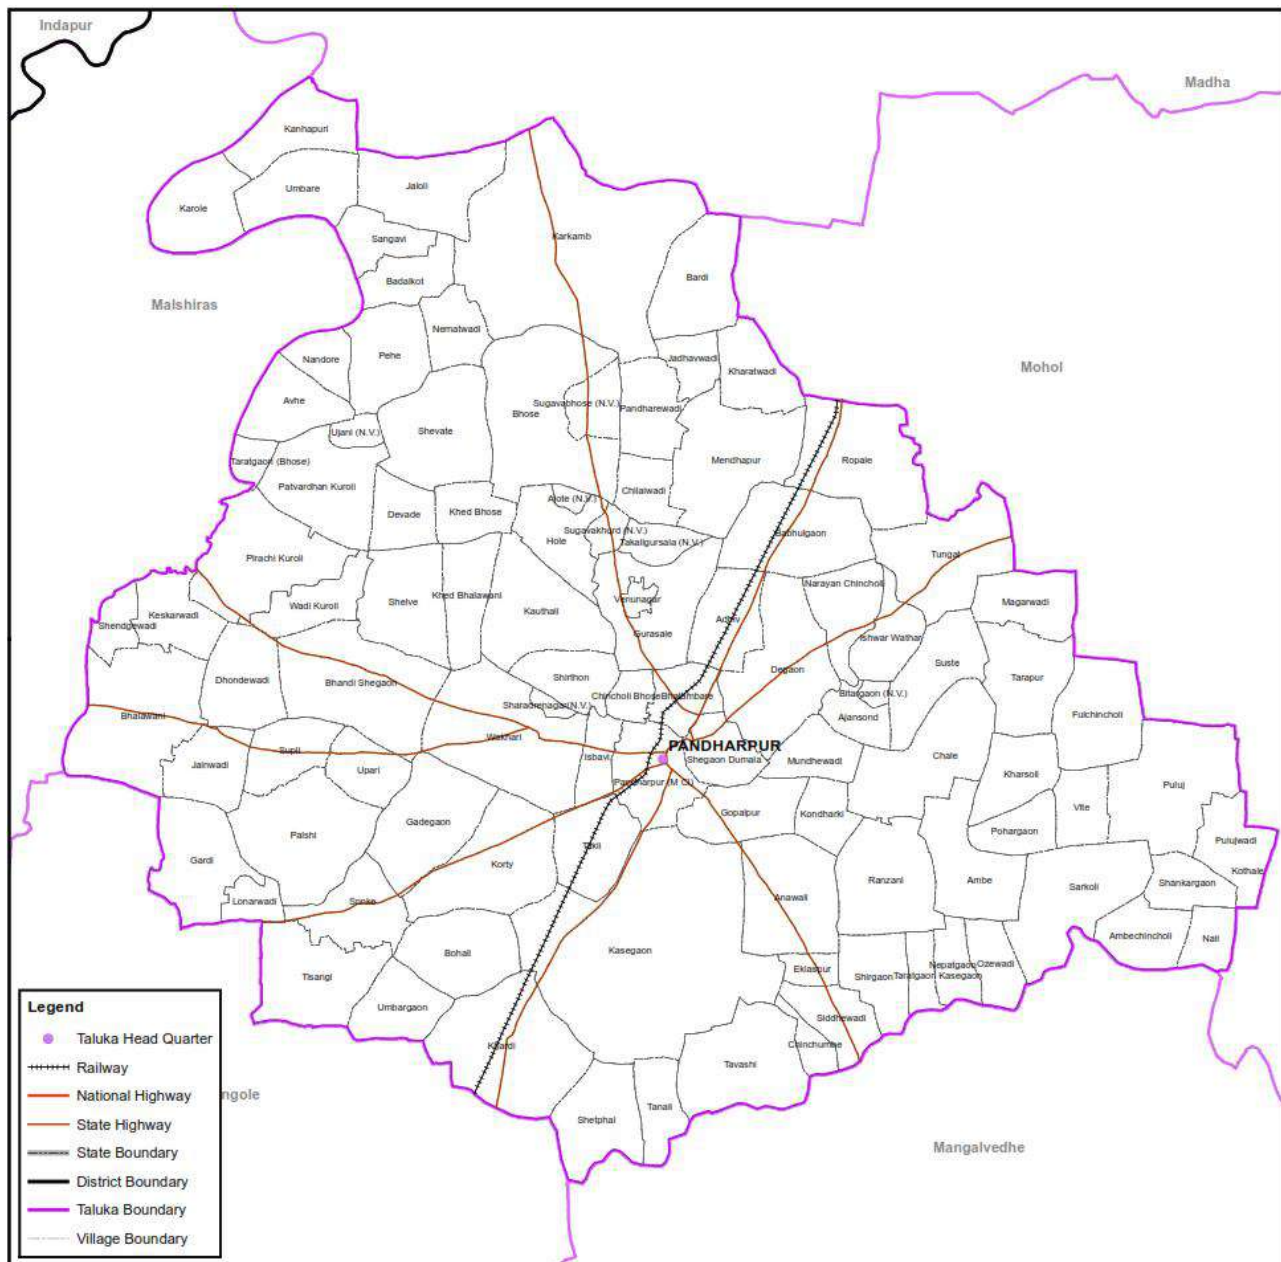 Indapur
Madha
Kanhapuri
Umbare
Jaloli
Karole
Karkamb
Sangavi
Badalkot
Bardi
Malshiras
Nematwadi
Nandore
Pehe
Jadhavwadi
Kharatwadi
Mohol
Avhe
Sugavabhose (N.V.)
Pandharewadi
Bhose
Ujani (N.V.)
Shevate
Taratgaon (Bhose)
Mendhapur
Ropale
Patvardhan Kuroli
Chilaiwadi
Ajote (N.V.)
Devade
Khed Bhose
Sugavakhurd (N.V.)
Hole
Takaligursala (N.V.)
Babhulgaon
Tungat
Pirachi Kuroli
Narayan Chincholi
Venunagar
Magarwadi
Wadi Kuroli
Shelve
Khed Bhalawani
Kauthali
Keskarwadi
Shendgewadi
Adhiv
Gurasale
Ishwar Wathar
Suste
Degaon
Tarapur
Dhondewadi
Bhandi Shegaon
Shirthon
Chincholi Bhose
Bhatumbare
Bitargaon (N.V.)
Sharadnenagar(N.V.)
Bhalawani
Ajansond
Fulchincholi
Wakhari
PANDHARPUR
Supli
Isbavi
Shegaon Dumala
Mundhewadi
Chale
Jainwadi
Upari
Kharsoli
Puluj
Pandharpur (M Cl)
Vite
Gopalpur
Kondharki
Gadegaon
Palshi
Pohargaon
Pulujwadi
Takli
Gardi
Korty
Kothale
Ranzani
Ambe
Sarkoli
Shankargaon
Lonarwadi
Sonke
Anawali
Ambechincholi
Nali
Kasegaon
Bohali
Tisangi
Eklaspur
Shirgaon
Taratgaon
Nepatgaon
Kasegaon
Ozewadi
Umbargaon
Siddhewadi
Chinchumbe
Khardi
Tavashi
Shetphal
Tanali
ngole
Mangalvedhe
Legend
Taluka Head Quarter
Railway
National Highway
State Highway
State Boundary
District Boundary
Taluka Boundary
Village Boundary